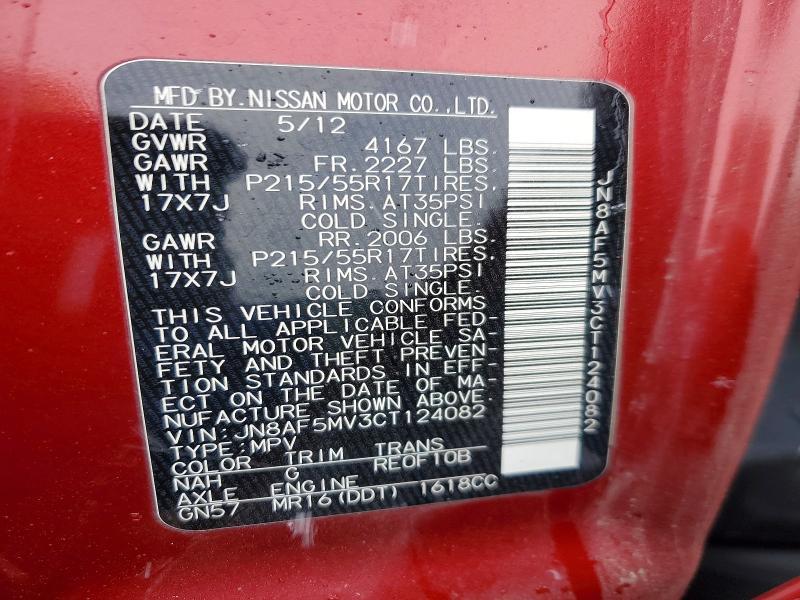 MFD.BY.NISSAN MOTOR CO.,LTD.
DATE 5/12
GVWR 4167 LBS.
GAWR FR.2227 LBS.
WITH P215/55R17TIRES,
17X7J RIMS.AT35PSI
COLD SINGLE.
GAWR RR.2006 LBS.
WITH P215/55R17TIRES,
17X7J RIMS.AT35PSI
COLD SINGLE.
THIS VEHICLE CONFORMS
TO ALL APPLICABLE FED-
ERAL MOTOR VEHICLE SA-
FETY AND THEFT PREVEN-
TION STANDARDS IN EFF-
ECT ON THE DATE OF MA-
NUFACTURE SHOWN ABOVE.
VIN:JN8AF5MV3CT124082
TYPE:MPV
COLOR TRIM TRANS
NAH G RE0F10B
AXLE ENGINE
GN57 MR16(DDT) 1618CC
JN8AF5MV3CT124082